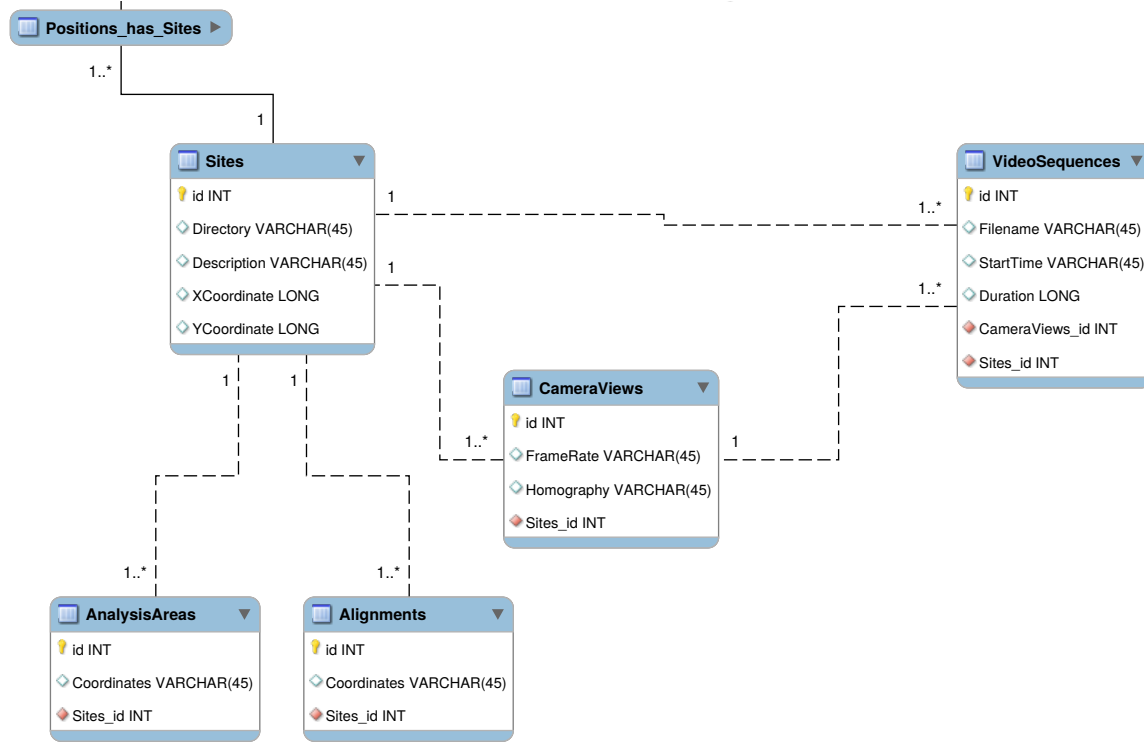 Positions_has_Sites
1..*
1
Sites
id INT
Directory VARCHAR(45)
Description VARCHAR(45)
XCoordinate LONG
YCoordinate LONG
1
1..*
1
1..*
VideoSequences
id INT
Filename VARCHAR(45)
StartTime VARCHAR(45)
Duration LONG
CameraViews_id INT
Sites_id INT
1
1
CameraViews
id INT
FrameRate VARCHAR(45)
Homography VARCHAR(45)
Sites_id INT
1..*
1
1..*
1..*
AnalysisAreas
id INT
Coordinates VARCHAR(45)
Sites_id INT
Alignments
id INT
Coordinates VARCHAR(45)
Sites_id INT